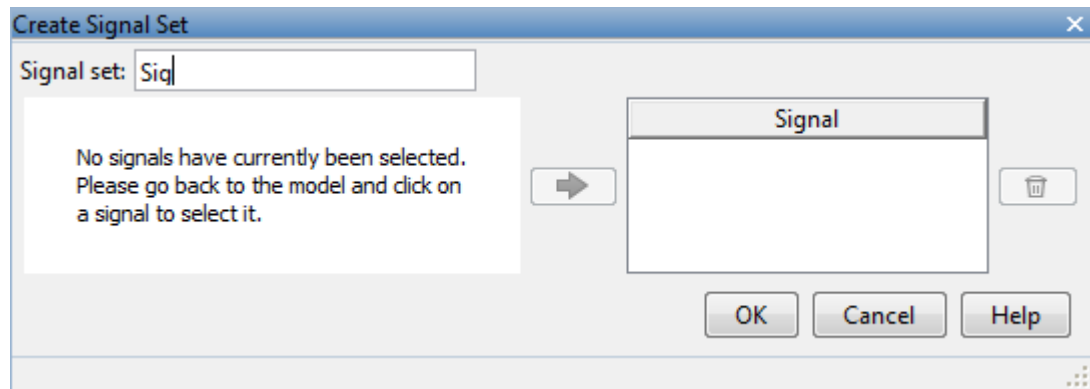 Create Signal Set
Signal set: Sig
No signals have currently been selected.
Please go back to the model and click on
a signal to select it.
Signal
OK Cancel Help